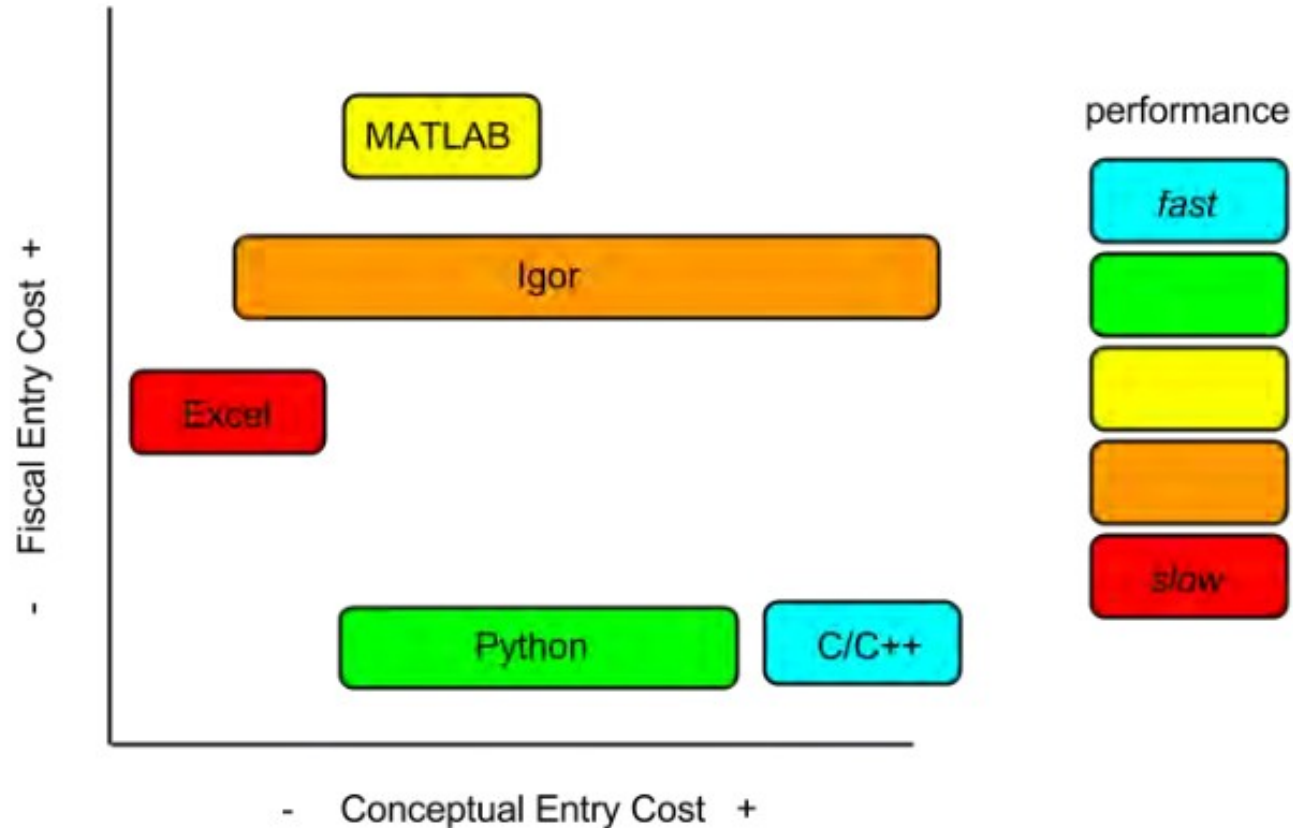 MATLAB
performance
fast
Igor
- Fiscal Entry Cost +
Excel
slow
Python
C/C++
- Conceptual Entry Cost +